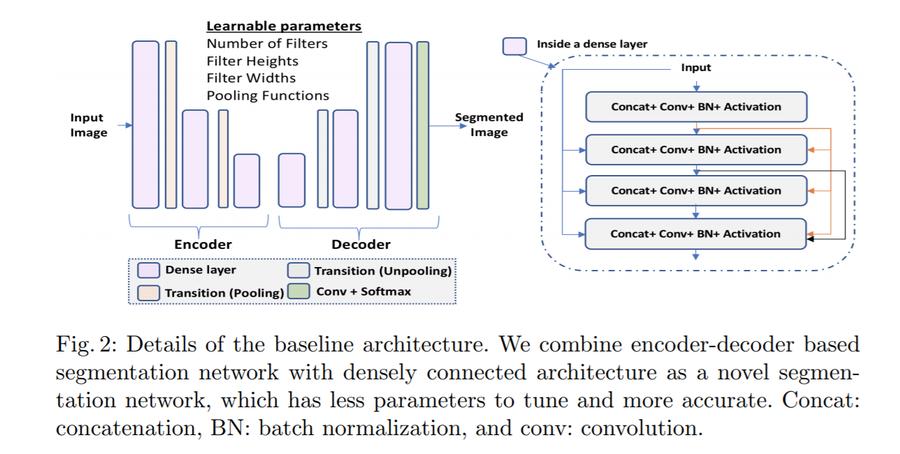 Learnable parameters
Number of Filters
Filter Heights
Filter Widths
Pooling Functions
Input
Image
Segmented
Image
Encoder
Decoder
Dense layer
Transition (Unpooling)
Transition (Pooling)
Conv + Softmax
Inside a dense layer
Input
Concat+ Conv+ BN+ Activation
Concat+ Conv+ BN+ Activation
Concat+ Conv+ BN+ Activation
Concat+ Conv+ BN+ Activation
Fig. 2: Details of the baseline architecture. We combine encoder-decoder based
segmentation network with densely connected architecture as a novel segmen-
tation network, which has less parameters to tune and more accurate. Concat:
concatenation, BN: batch normalization, and conv: convolution.